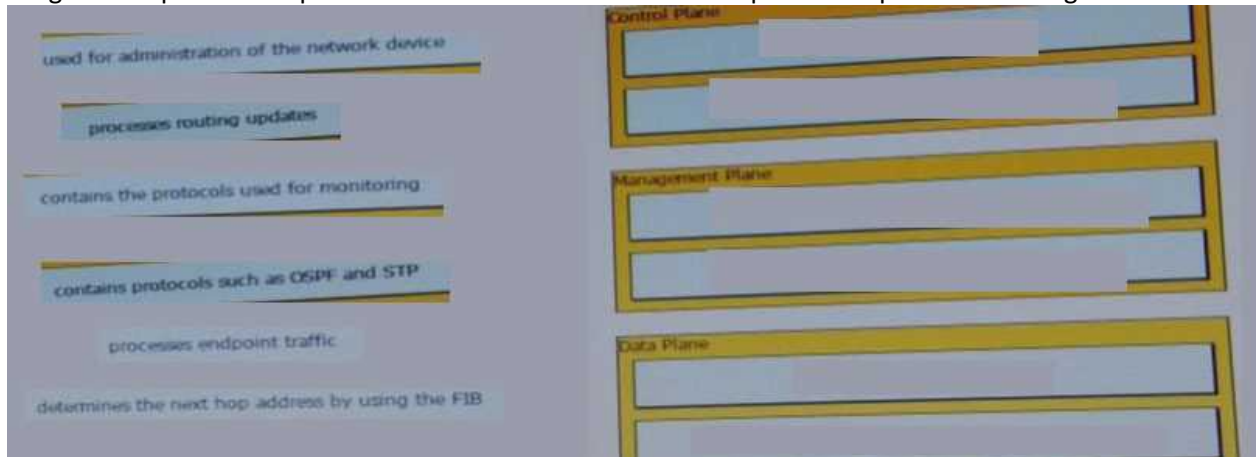 used for administration of the network device
processes routing updates
contains the protocols used for monitoring
contains protocols such as OSPF and STP
processes endpoint traffic
determines the next hop address by using the FIB
Control Plane
Management Plane
Data Plane